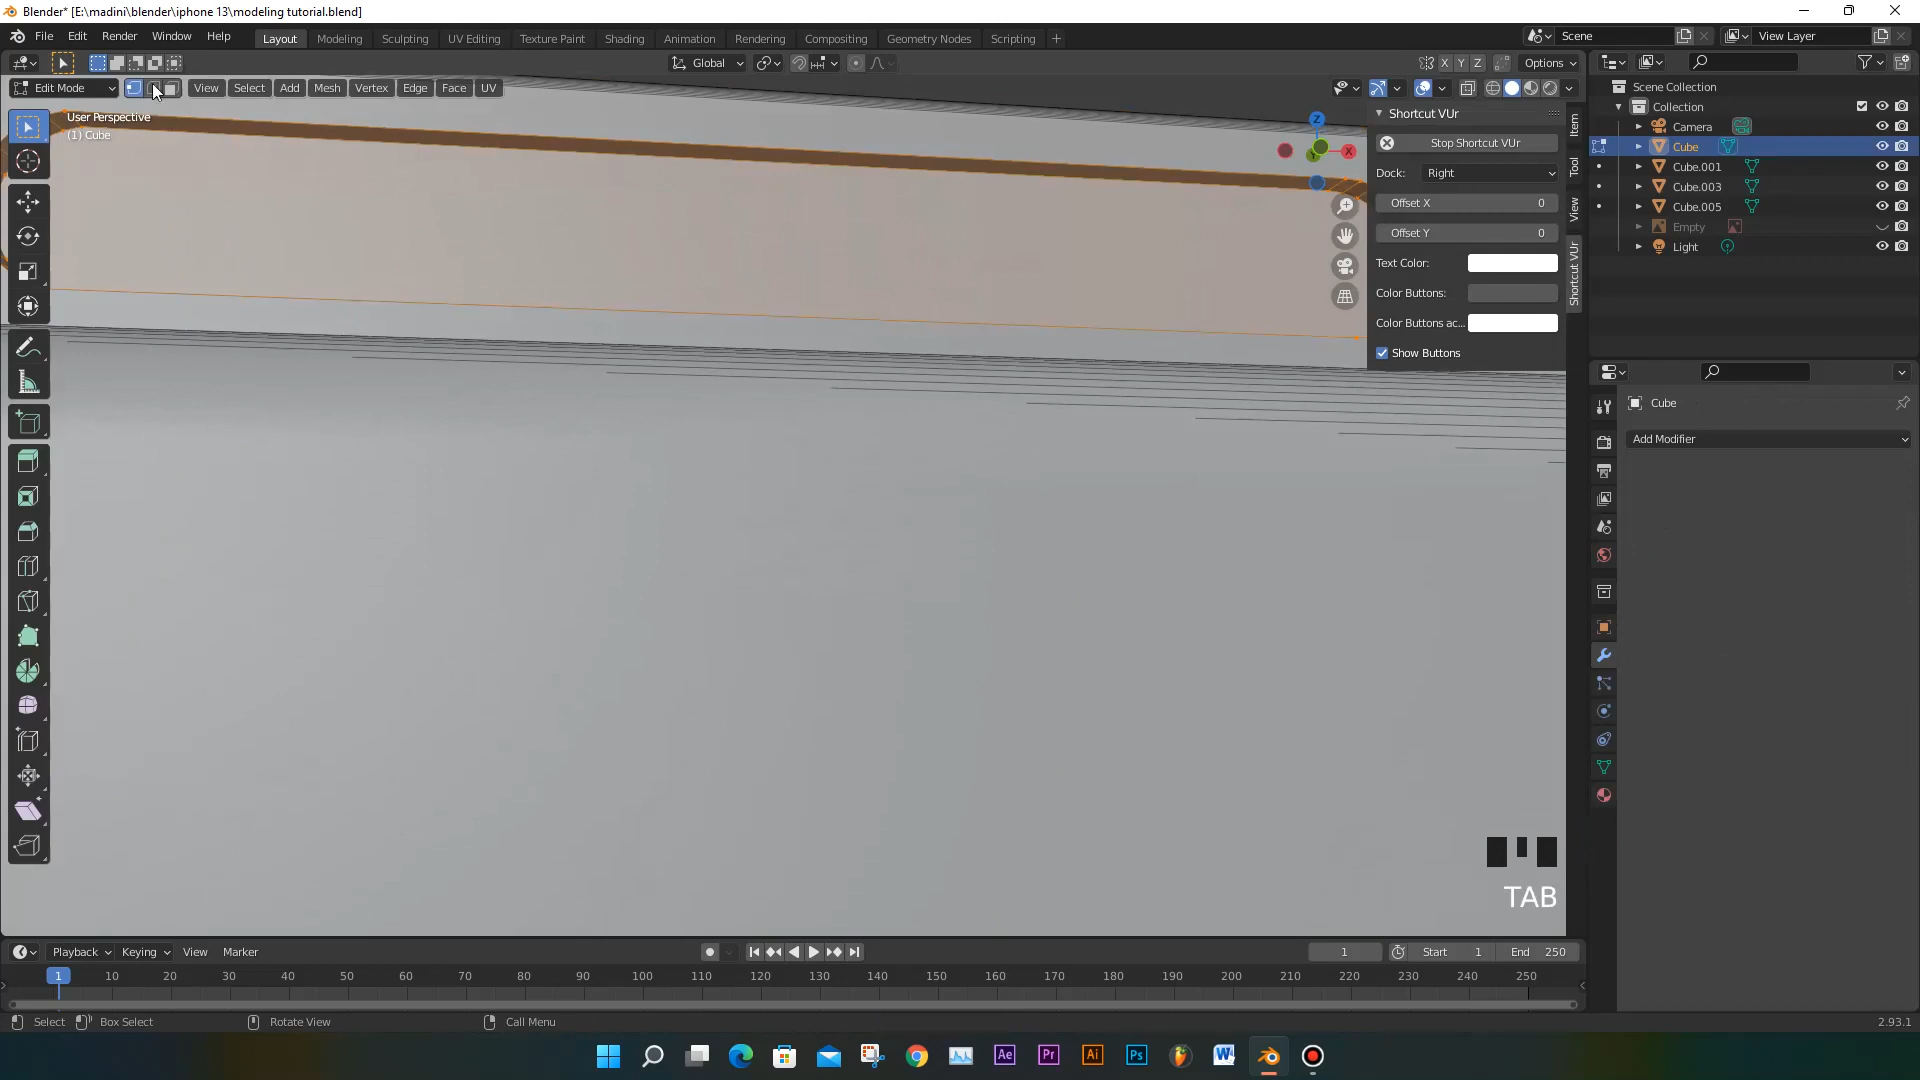 Blender* [E:\madini\blender\iphone 13\modeling tutorial.blend]
File Edit Render Window Help
Layout Modeling Sculpting UV Editing Texture Paint Shading Animation Rendering Compositing Geometry Nodes Scripting +
Scene
View Layer
Global
X Y Z
Options
Edit Mode
View Select Add Mesh Vertex Edge Face UV
User Perspective
(1) Cube
Z
X
Y
Shortcut VUr
Stop Shortcut VUr
Dock: Right
Offset X 0
Offset Y 0
Text Color:
Color Buttons:
Color Buttons ac...
Show Buttons
Item
Tool
View
Shortcut VUr
Scene Collection
Collection
Camera
Cube
Cube.001
Cube.003
Cube.005
Empty
Light
Cube
Add Modifier
TAB
Playback Keying View Marker
1
Start 1
End 250
1 10 20 30 40 50 60 70 80 90 100 110 120 130 140 150 160 170 180 190 200 210 220 230 240 250
Select Box Select Rotate View Call Menu
2.93.1
Ae Pr Ai Ps W